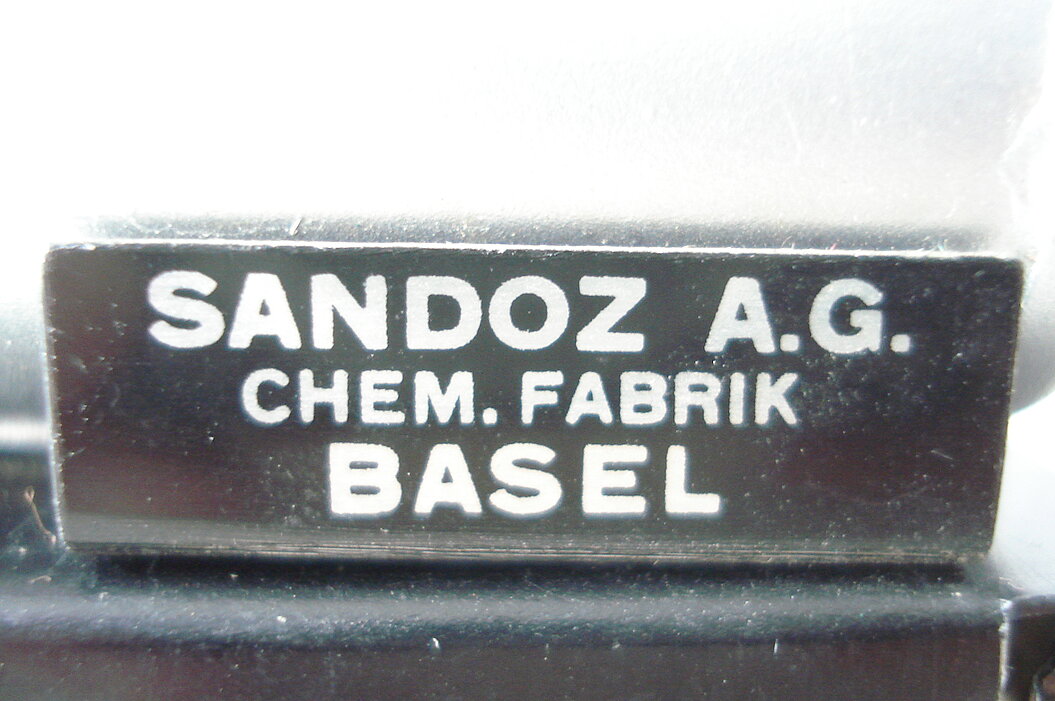 SANDOZ A.G.
CHEM. FABRIK
BASEL